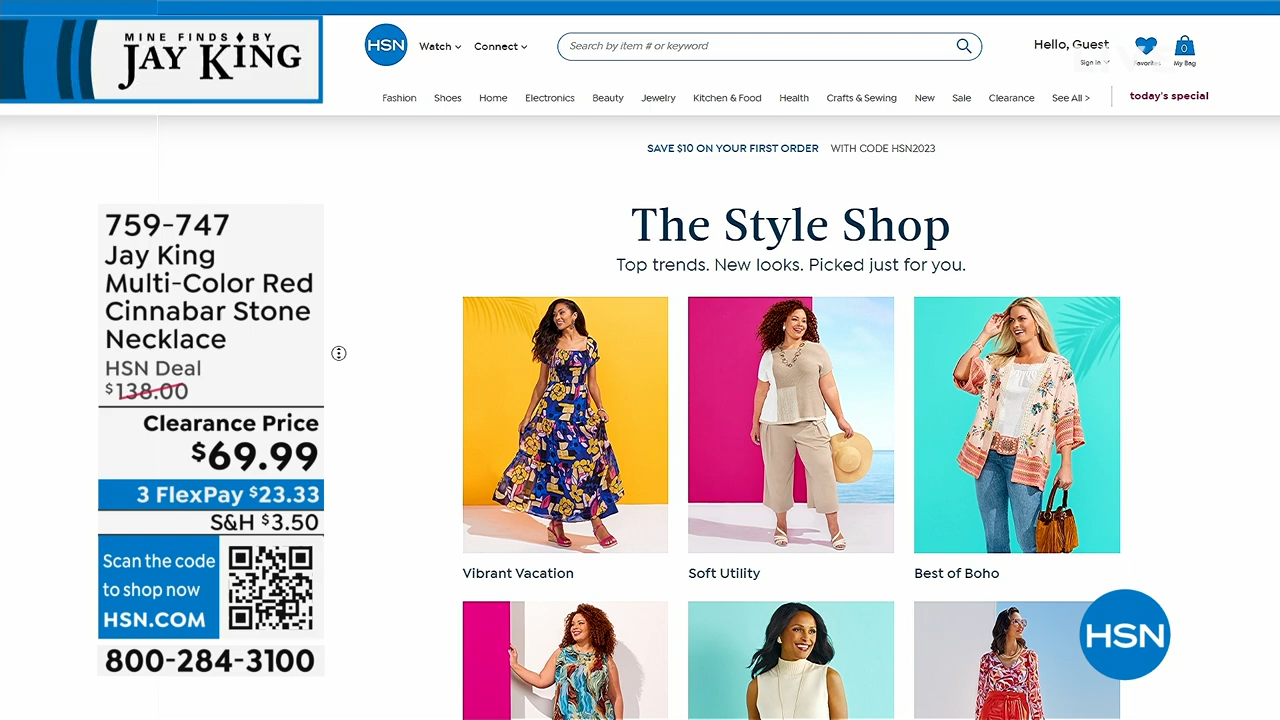 MINE FINDS BY
JAY KING
HSN
Watch
Connect
Search by item # or keyword
Hello, Guest
Sign In
Favorites
0
My Bag
Fashion
Shoes
Home
Electronics
Beauty
Jewelry
Kitchen & Food
Health
Crafts & Sewing
New
Sale
Clearance
See All >
today's special
SAVE $10 ON YOUR FIRST ORDER WITH CODE HSN2023
The Style Shop
Top trends. New looks. Picked just for you.
759-747
Jay King
Multi-Color Red
Cinnabar Stone
Necklace
HSN Deal
$138.00
Clearance Price
$69.99
3 FlexPay $23.33
S&H $3.50
Scan the code
to shop now
HSN.COM
800-284-3100
Vibrant Vacation
Soft Utility
Best of Boho
HSN